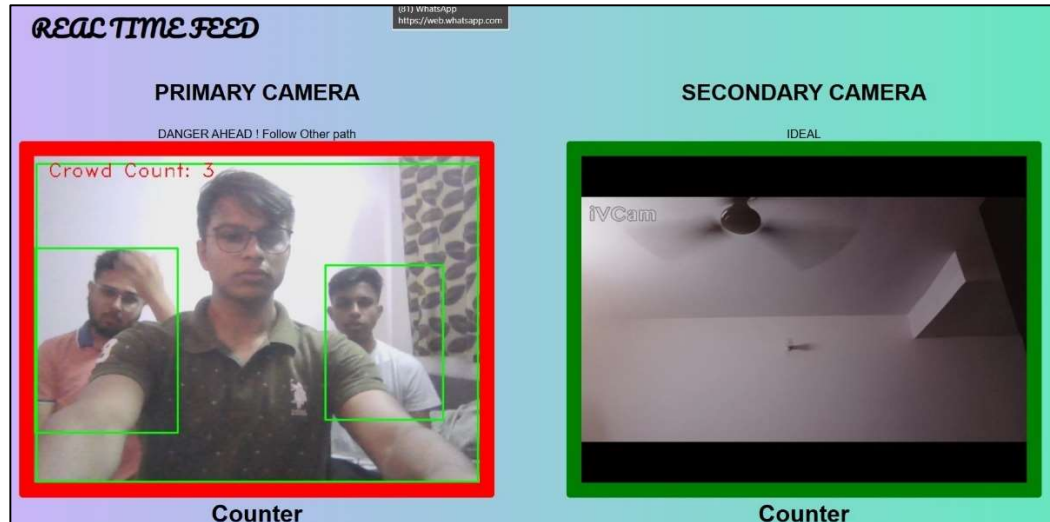 (81) WhatsApp
https://web.whatsapp.com
REAL TIME FEED
PRIMARY CAMERA
DANGER AHEAD ! Follow Other path
Crowd Count: 3
Counter
SECONDARY CAMERA
IDEAL
iVCam
Counter